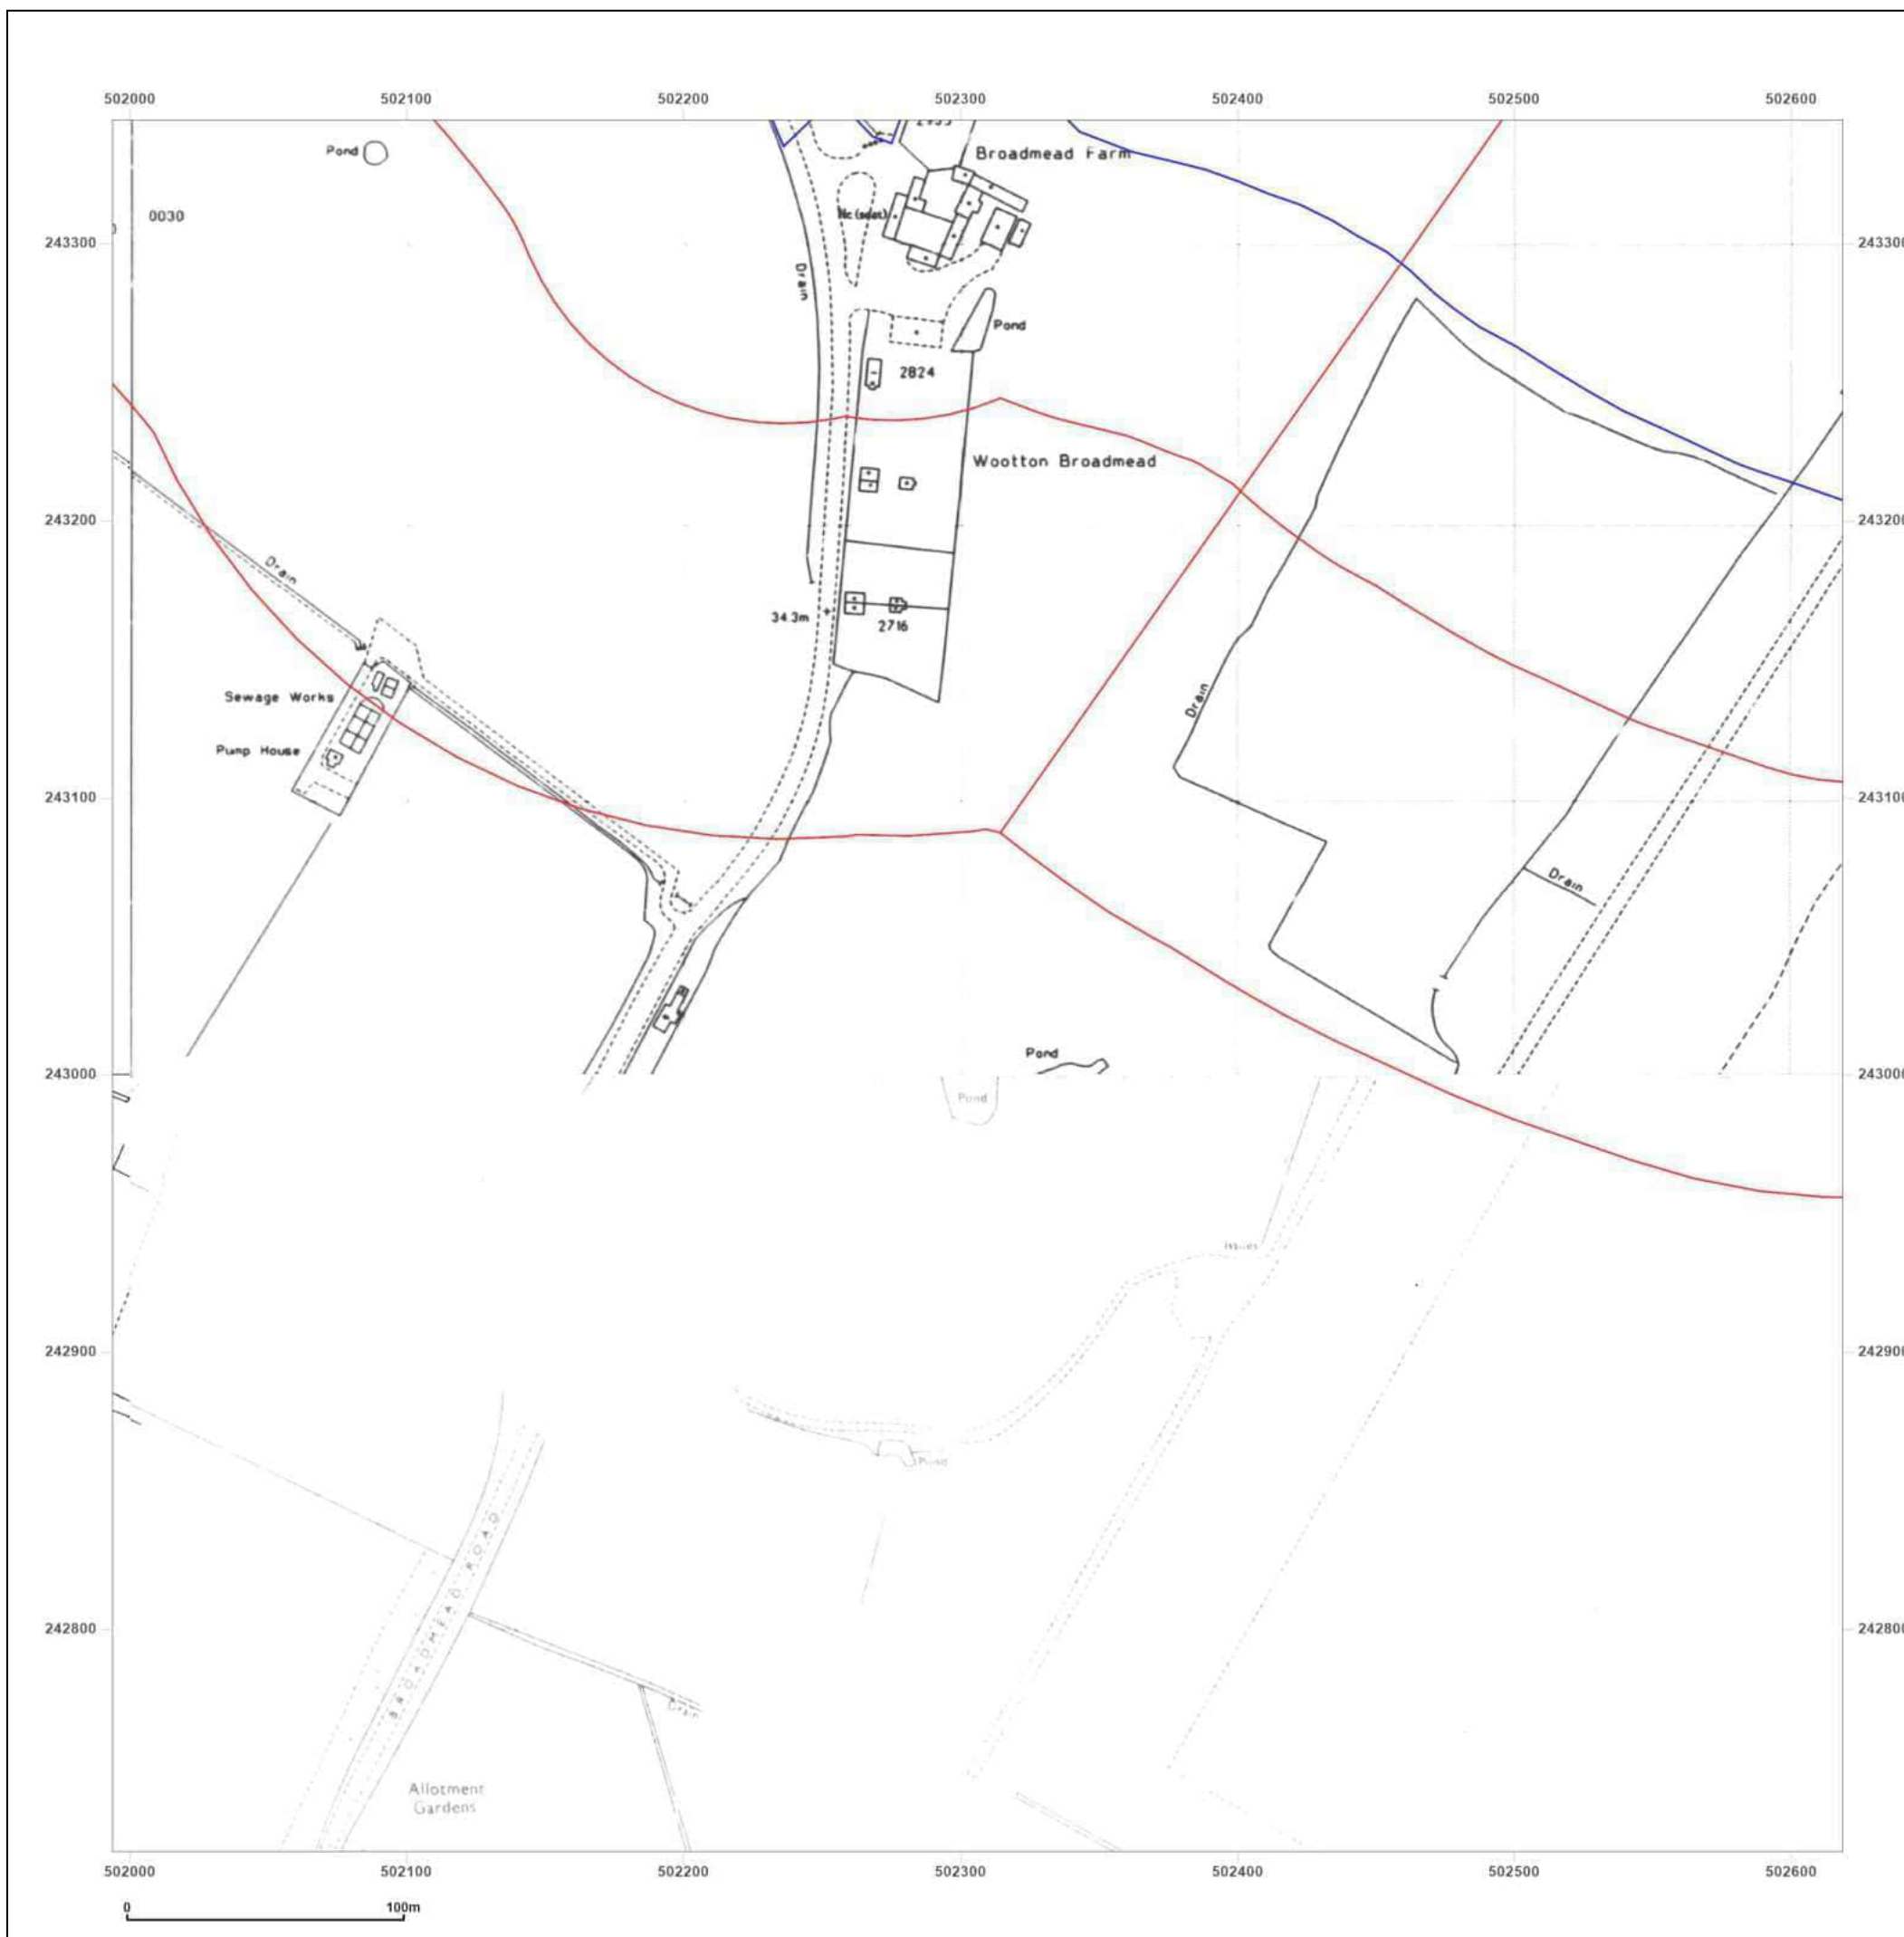 502000 502100 502200 502300 502400 502500 502600
Pond
Broadmead Farm
0030
243300
243300
Drain
Pond
2824
Wootton Broadmead
243200
243200
Drain
34.3m
2716
Sewage Works
Drain
Pump House
243100
243100
Drain
Pond
243000
243000
Pond
Issues
242900
242900
Pond
BROADMEAD ROAD
242800
242800
Drain
Allotment
Gardens
502000 502100 502200 502300 502400 502500 502600
0 100m